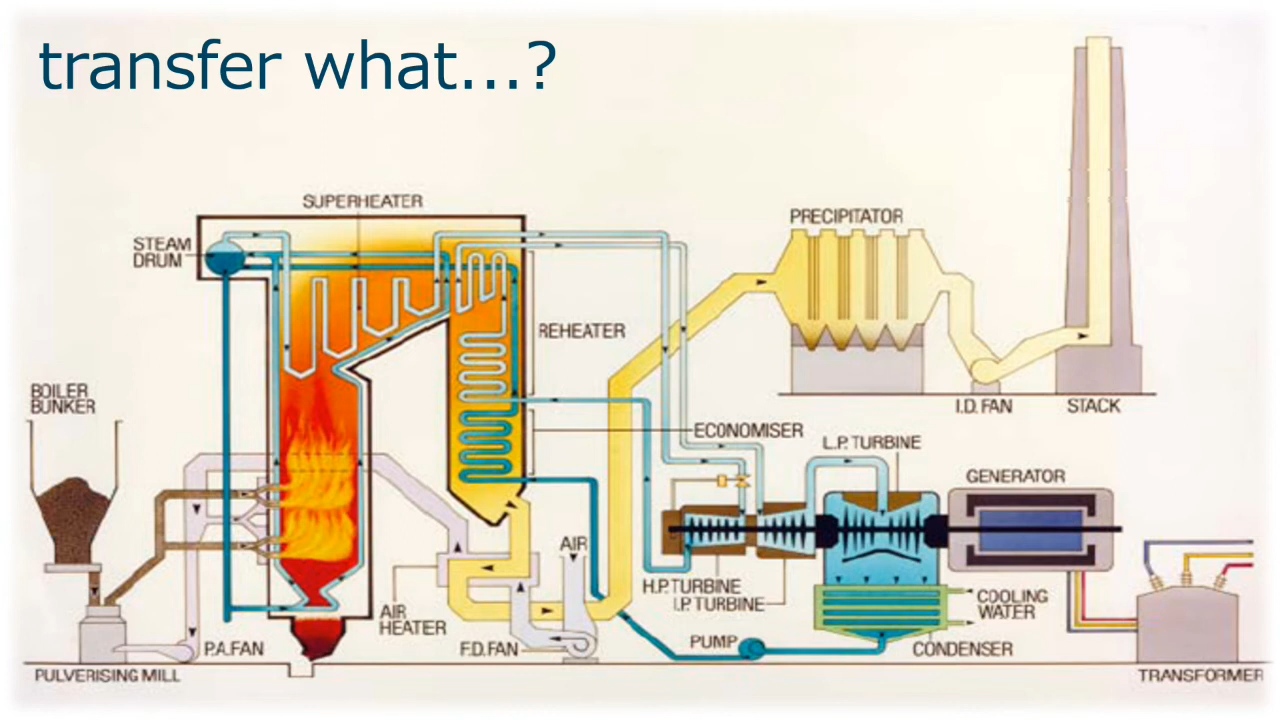 transfer what...?
SUPERHEATER
STEAM
DRUM
PRECIPITATOR
REHEATER
BOILER
BUNKER
I.D. FAN
STACK
ECONOMISER
L.P. TURBINE
GENERATOR
AIR
H.P. TURBINE
I.P. TURBINE
COOLING
WATER
AIR
HEATER
P.A. FAN
F.D. FAN
PUMP
CONDENSER
PULVERISING MILL
TRANSFORMER